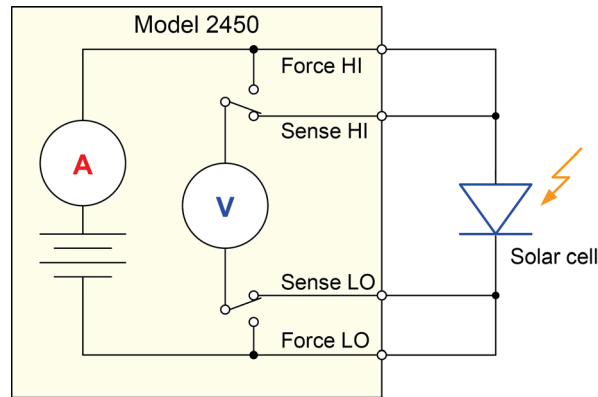 Model 2450
Force HI
Sense HI
A
V
Solar cell
Sense LO
Force LO